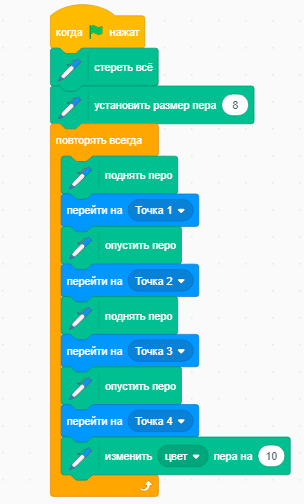 когда нажат
стереть всё
установить размер пера 8
повторять всегда
поднять перо
перейти на Точка 1
опустить перо
перейти на Точка 2
поднять перо
перейти на Точка 3
опустить перо
перейти на Точка 4
изменить цвет пера на 10